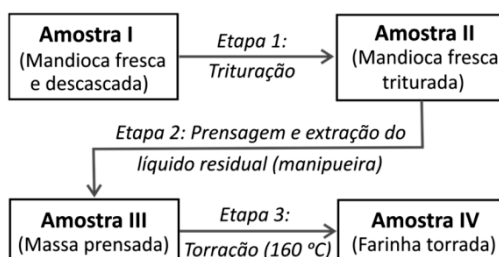 Amostra I
(Mandioca fresca
e descascada)
Etapa 1:
Trituração
Amostra II
(Mandioca fresca
triturada)
Etapa 2: Prensagem e extração do
líquido residual (manipueira)
Amostra III
(Massa prensada)
Etapa 3:
Torração (160 ºC)
Amostra IV
(Farinha torrada)